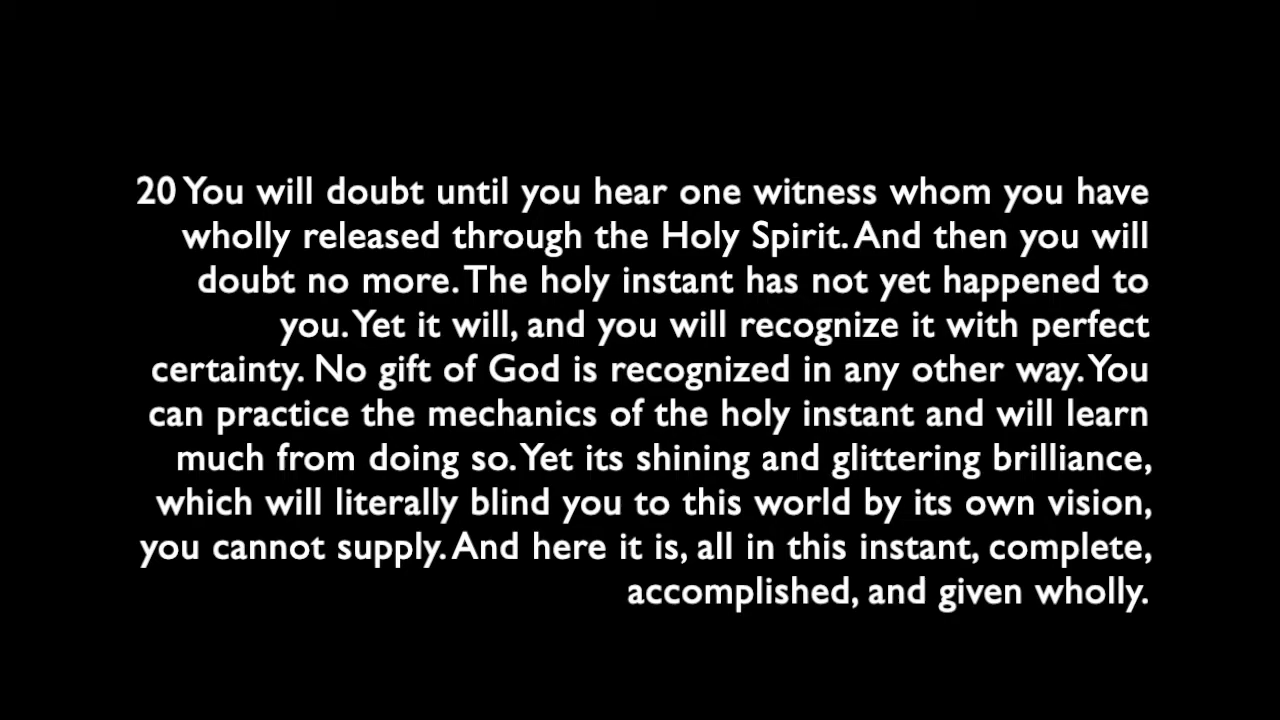 20 You will doubt until you hear one witness whom you have
wholly released through the Holy Spirit. And then you will
doubt no more. The holy instant has not yet happened to
you. Yet it will, and you will recognize it with perfect
certainty. No gift of God is recognized in any other way. You
can practice the mechanics of the holy instant and will learn
much from doing so. Yet its shining and glittering brilliance,
which will literally blind you to this world by its own vision,
you cannot supply. And here it is, all in this instant, complete,
accomplished, and given wholly.